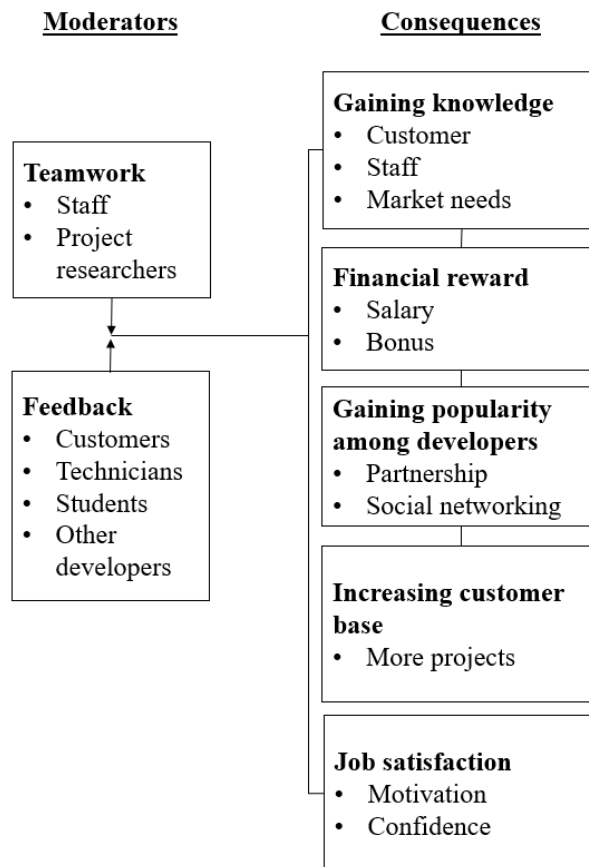 Moderators
Teamwork
• Staff
• Project
researchers
Feedback
• Customers
• Technicians
• Students
• Other
developers
Consequences
Gaining knowledge
• Customer
• Staff
• Market needs
Financial reward
• Salary
• Bonus
Gaining popularity
among developers
• Partnership
• Social networking
Increasing customer
base
• More projects
Job satisfaction
• Motivation
• Confidence